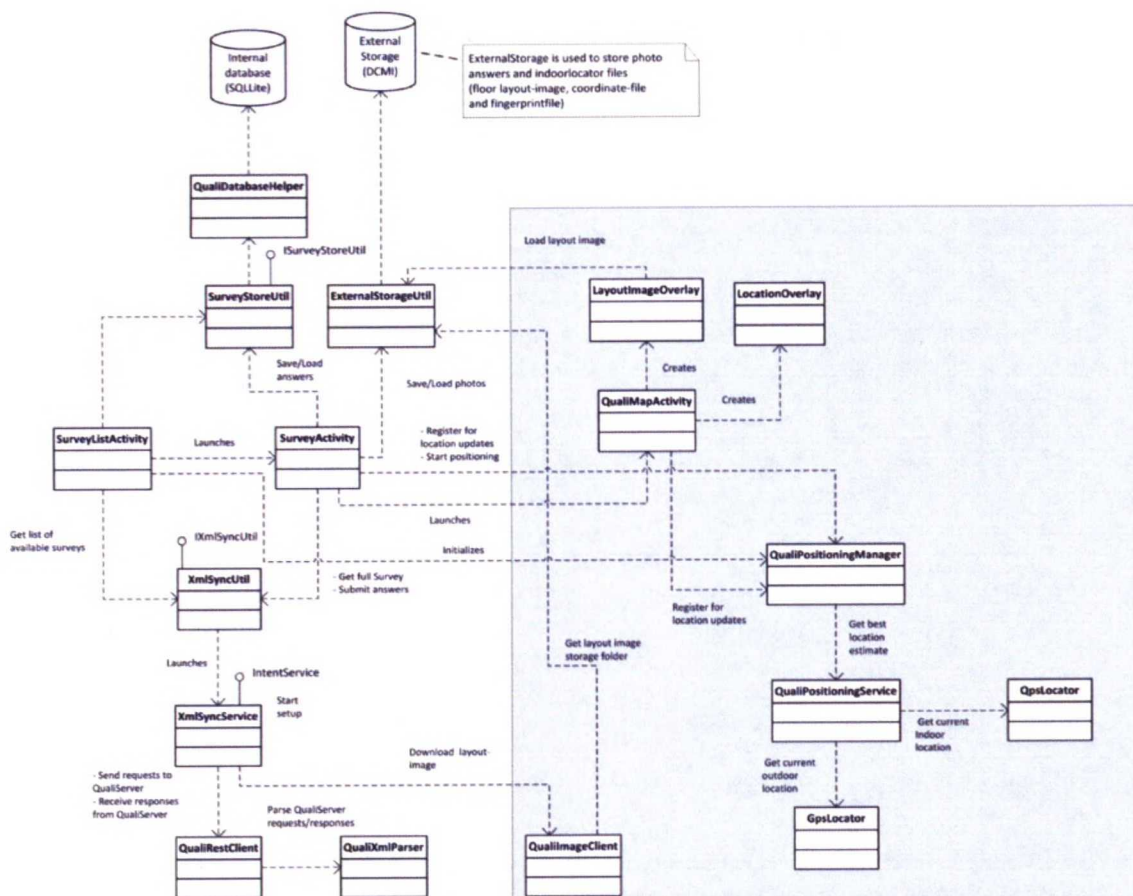 Internal
database
(SQLLite)
External
Storage
(DCMI)
ExternalStorage is used to store photo
answers and indoorlocator files
(floor layout-image, coordinate-file
and fingerprintfile)
QualiDatabaseHelper
ISurveyStoreUtil
Load layout image
SurveyStoreUtil
ExternalStorageUtil
LayoutImageOverlay
LocationOverlay
Save/Load
answers
Save/Load photos
Creates
Creates
QualiMapActivity
SurveyListActivity
Launches
SurveyActivity
- Register for
location updates
- Start positioning
Launches
Get list of
available surveys
IXmlSyncUtil
Initializes
QualiPositioningManager
XmlSyncUtil
- Get full Survey
- Submit answers
Register for
location updates
Get best
location
estimate
Get layout image
storage folder
Launches
IntentService
Start
setup
XmlSyncService
QualiPositioningService
QpsLocator
Get current
Indoor
location
Download layout-
image
Get current
outdoor
location
- Send requests to
QualiServer
- Receive responses
from QualiServer
Parse QualiServer
requests/responses
GpsLocator
QualiRestClient
QualiXmlParser
QualiImageClient